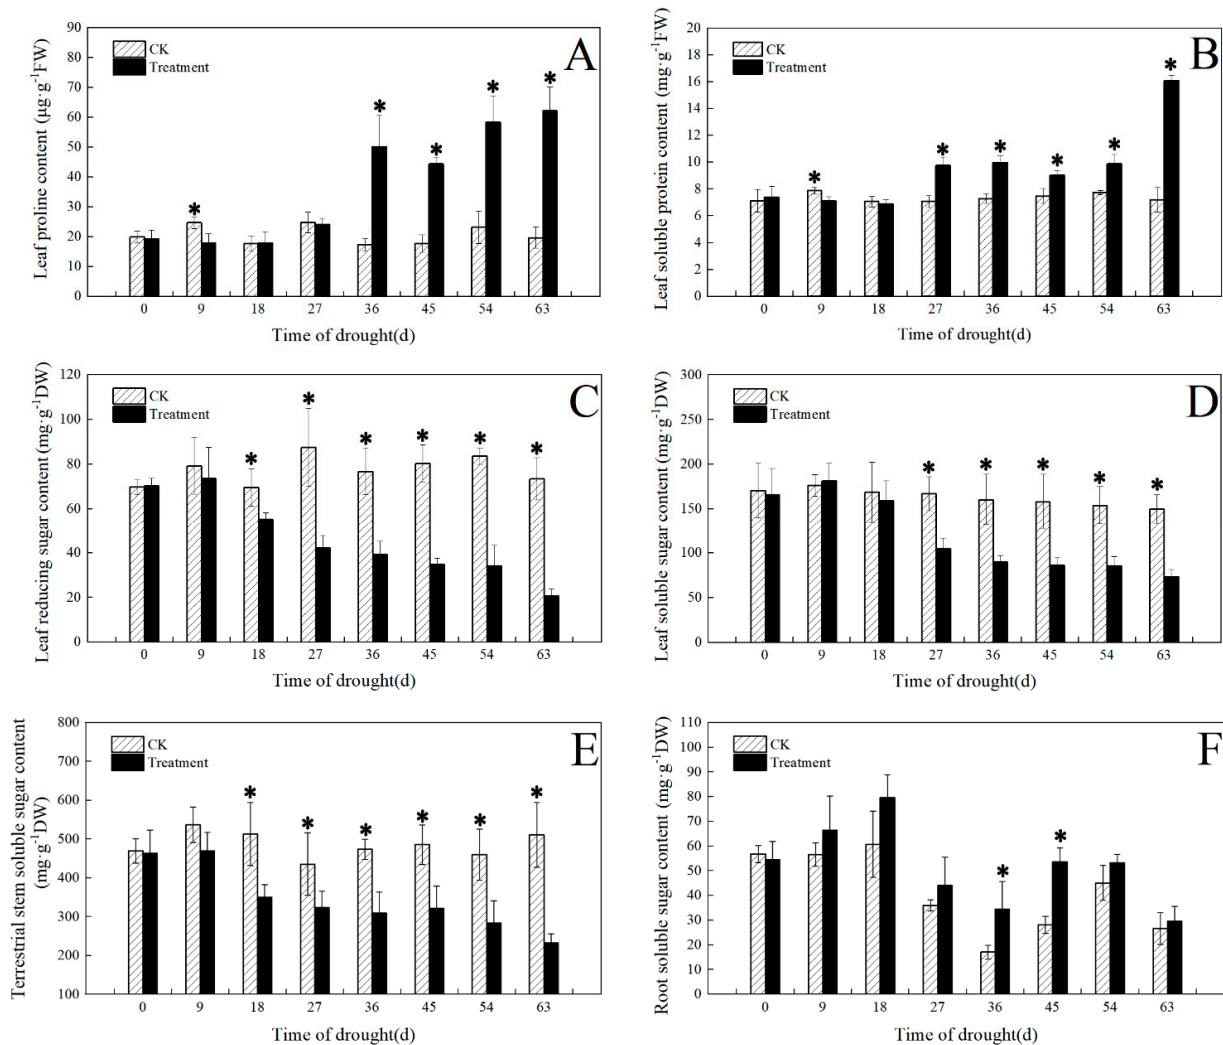 90
80
70
60
50
40
30
20
10
0
Leaf proline content (μg·g⁻¹FW)
CK
Treatment
A
*
*
*
*
*
0 9 18 27 36 45 54 63
Time of drought(d)
20
18
16
14
12
10
8
6
4
2
0
Leaf soluble protein content (mg·g⁻¹FW)
CK
Treatment
B
*
*
*
*
*
*
0 9 18 27 36 45 54 63
Time of drought(d)
120
100
80
60
40
20
0
Leaf reducing sugar content (mg·g⁻¹DW)
CK
Treatment
C
*
*
*
*
*
*
0 9 18 27 36 45 54 63
Time of drought(d)
300
250
200
150
100
50
0
Leaf soluble sugar content (mg·g⁻¹DW)
CK
Treatment
D
*
*
*
*
*
0 9 18 27 36 45 54 63
Time of drought(d)
800
700
600
500
400
300
200
100
Terrestrial stem soluble sugar content
(mg·g⁻¹DW)
CK
Treatment
E
*
*
*
*
*
*
0 9 18 27 36 45 54 63
Time of drought(d)
110
100
90
80
70
60
50
40
30
20
10
0
Root soluble sugar content (mg·g⁻¹DW)
CK
Treatment
F
*
*
0 9 18 27 36 45 54 63
Time of drought(d)